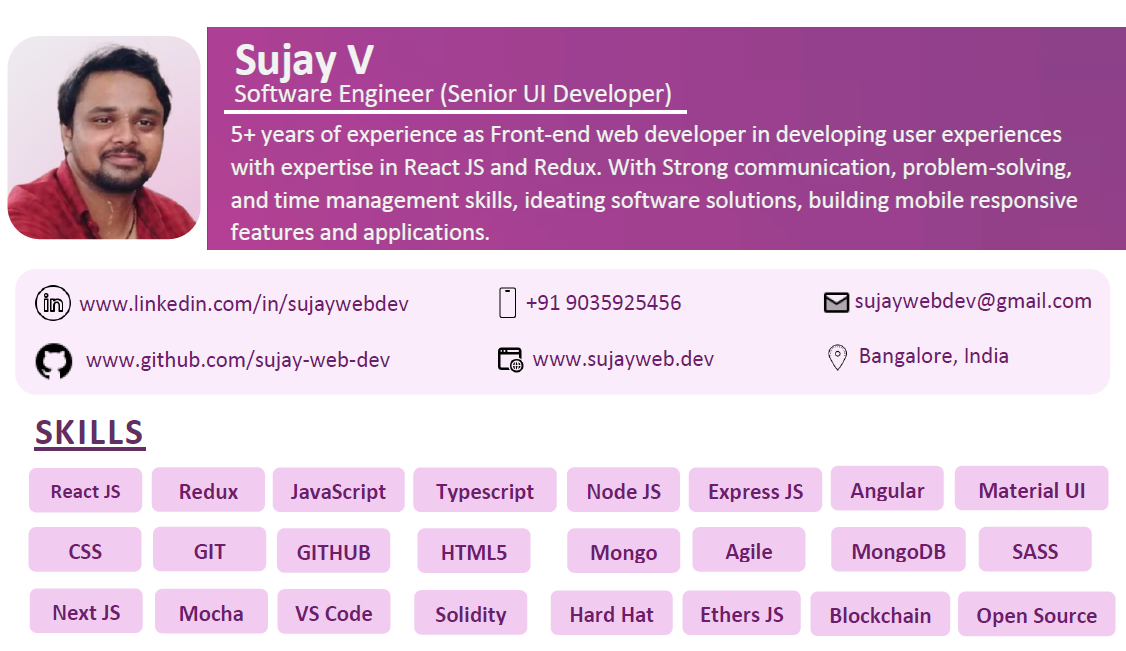 Sujay V
Software Engineer (Senior UI Developer)
5+ years of experience as Front-end web developer in developing user experiences
with expertise in React JS and Redux. With Strong communication, problem-solving,
and time management skills, ideating software solutions, building mobile responsive
features and applications.
in www.linkedin.com/in/sujaywebdev +91 9035925456 sujaywebdev@gmail.com
www.github.com/sujay-web-dev www.sujayweb.dev Bangalore, India
SKILLS
React JS Redux JavaScript Typescript Node JS Express JS Angular Material UI
CSS GIT GITHUB HTML5 Mongo Agile MongoDB SASS
Next JS Mocha VS Code Solidity Hard Hat Ethers JS Blockchain Open Source